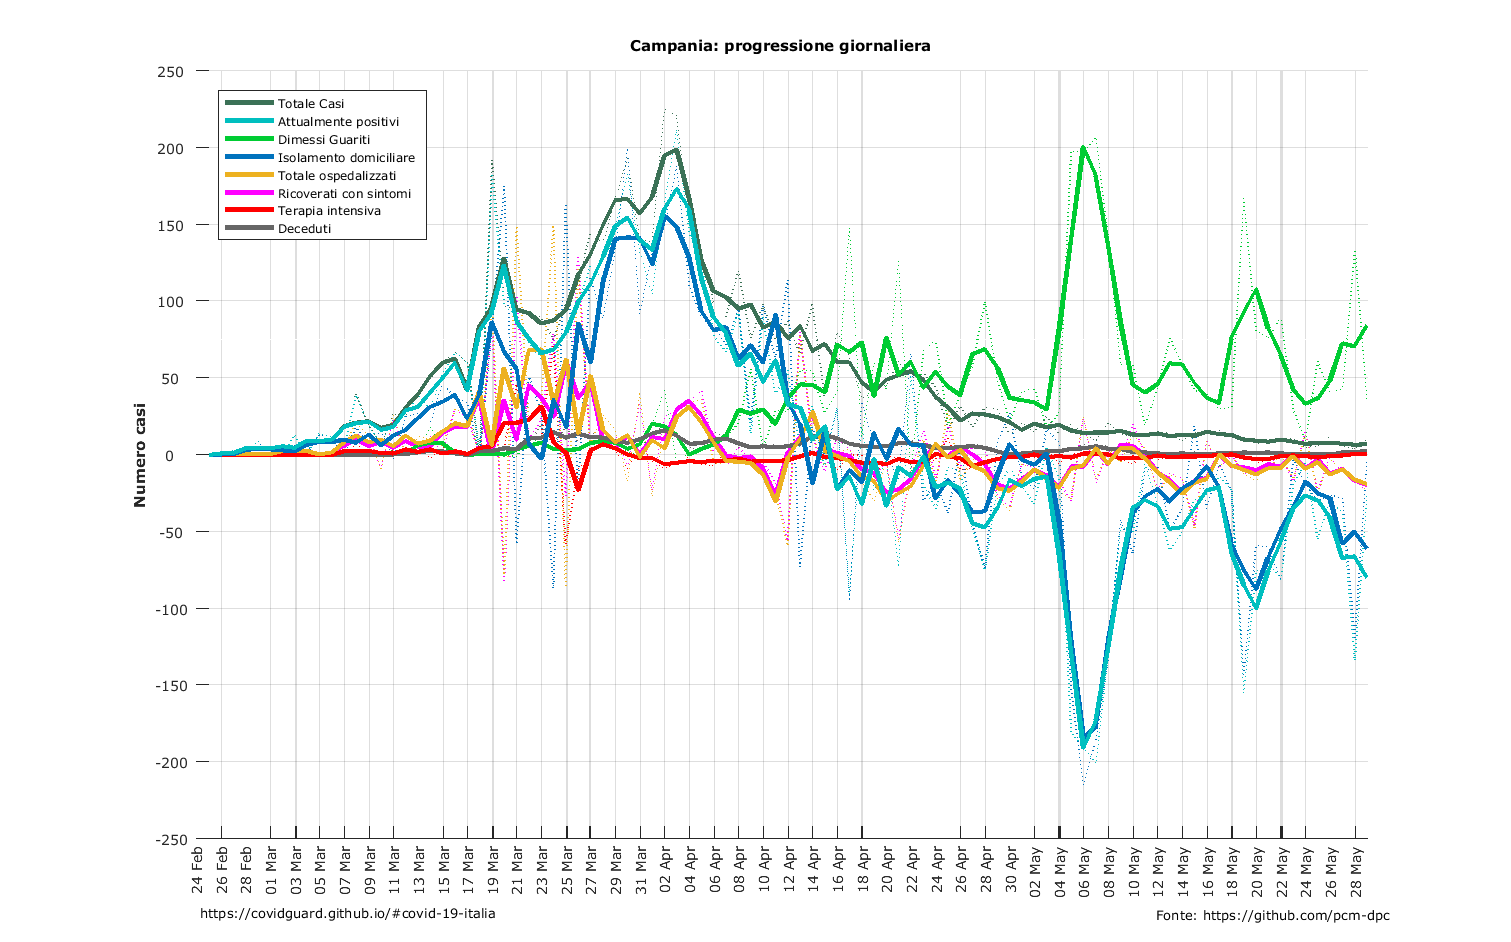 Campania: progressione giornaliera
Numero casi
250
200
150
100
50
0
-50
-100
-150
-200
-250
Totale Casi
Attualmente positivi
Dimessi Guariti
Isolamento domiciliare
Totale ospedalizzati
Ricoverati con sintomi
Terapia intensiva
Deceduti
24 Feb
26 Feb
28 Feb
01 Mar
03 Mar
05 Mar
07 Mar
09 Mar
11 Mar
13 Mar
15 Mar
17 Mar
19 Mar
21 Mar
23 Mar
25 Mar
27 Mar
29 Mar
31 Mar
02 Apr
04 Apr
06 Apr
08 Apr
10 Apr
12 Apr
14 Apr
16 Apr
18 Apr
20 Apr
22 Apr
24 Apr
26 Apr
28 Apr
30 Apr
02 May
04 May
06 May
08 May
10 May
12 May
14 May
16 May
18 May
20 May
22 May
24 May
26 May
28 May
https://covidguard.github.io/#covid-19-italia
Fonte: https://github.com/pcm-dpc